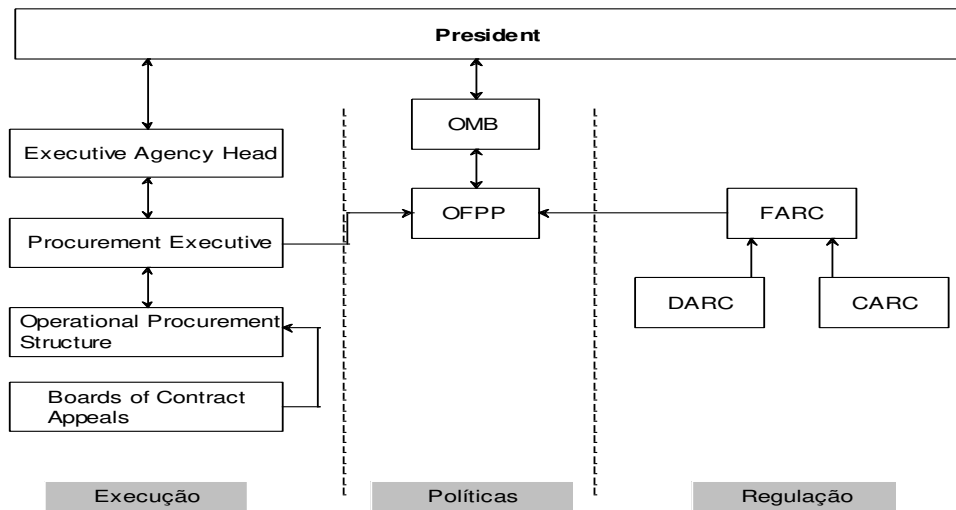 President
OMB
Executive Agency Head
OFPP
FARC
Procurement Executive
DARC
CARC
Operational Procurement
Structure
Boards of Contract
Appeals
Execução
Políticas
Regulação